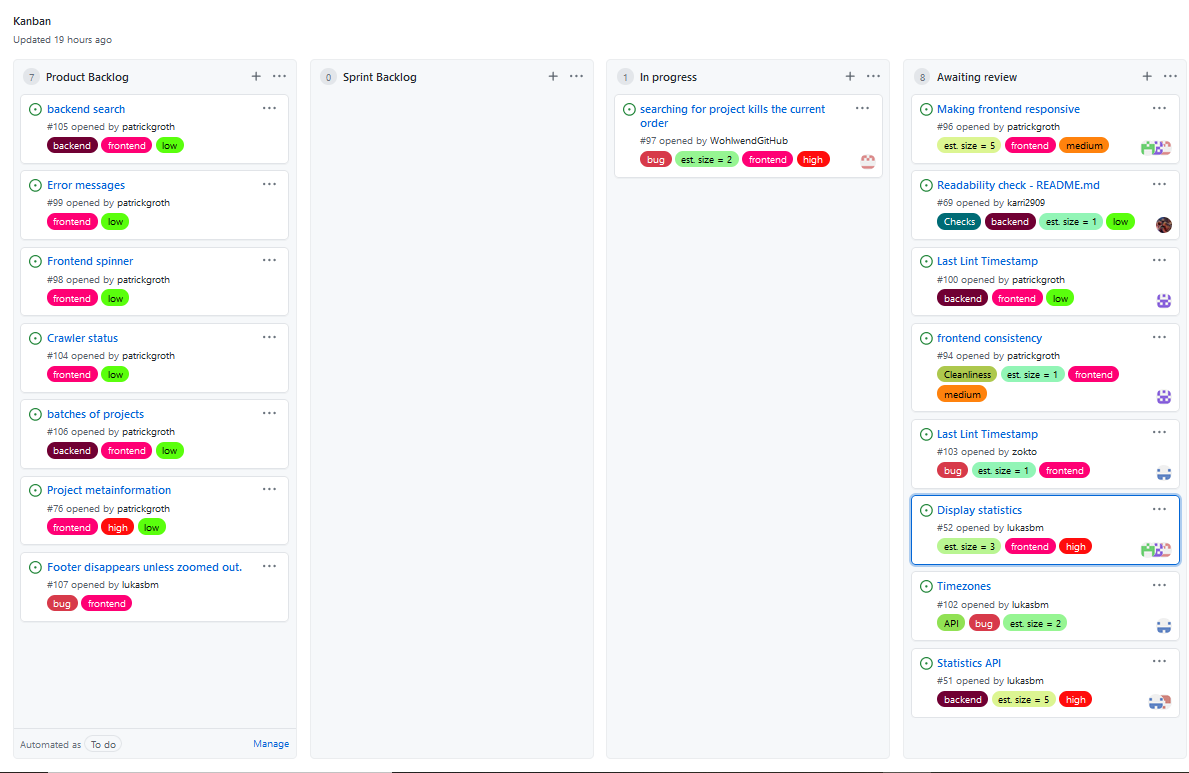 Kanban
Updated 19 hours ago
7 Product Backlog
backend search
#105 opened by patrickgroth
backend frontend low
Error messages
#99 opened by patrickgroth
frontend low
Frontend spinner
#98 opened by patrickgroth
frontend low
Crawler status
#104 opened by patrickgroth
frontend low
batches of projects
#106 opened by patrickgroth
backend frontend low
Project metainformation
#76 opened by patrickgroth
frontend high low
Footer disappears unless zoomed out.
#107 opened by lukasbm
bug frontend
Automated as To do Manage
0 Sprint Backlog
1 In progress
searching for project kills the current
order
#97 opened by WohlwendGitHub
bug est. size = 2 frontend high
8 Awaiting review
Making frontend responsive
#96 opened by patrickgroth
est. size = 5 frontend medium
Readability check - README.md
#69 opened by karri2909
Checks backend est. size = 1 low
Last Lint Timestamp
#100 opened by patrickgroth
backend frontend low
frontend consistency
#94 opened by patrickgroth
Cleanliness est. size = 1 frontend
medium
Last Lint Timestamp
#103 opened by zokto
bug est. size = 1 frontend
Display statistics
#52 opened by lukasbm
est. size = 3 frontend high
Timezones
#102 opened by lukasbm
API bug est. size = 2
Statistics API
#51 opened by lukasbm
backend est. size = 5 high